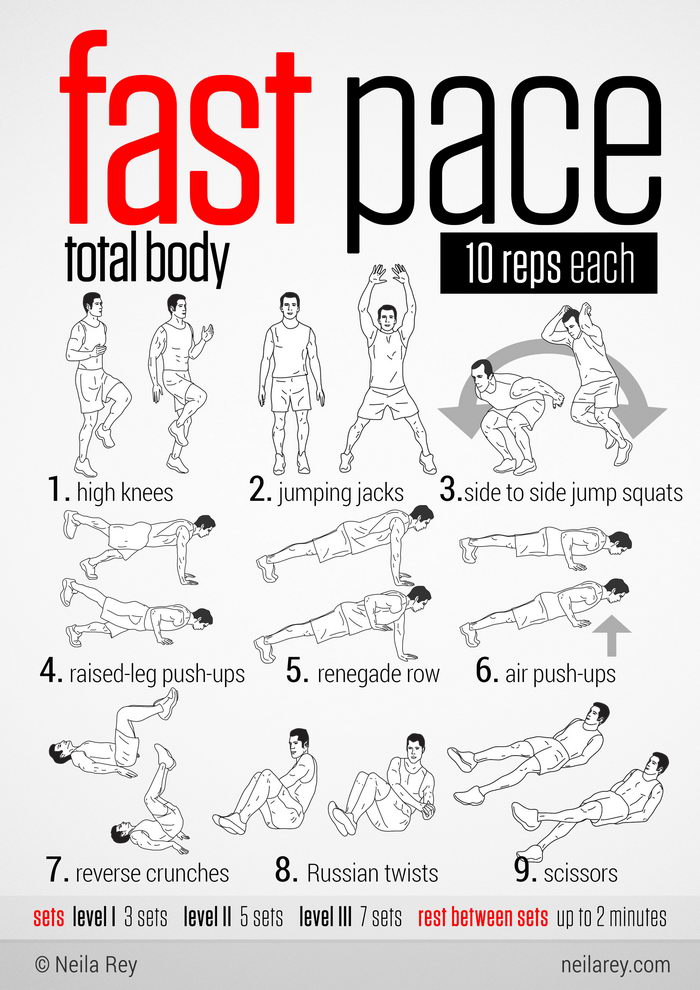 fast pace
total body
10 reps each
1. high knees
2. jumping jacks
3.side to side jump squats
4. raised-leg push-ups
5. renegade row
6. air push-ups
7. reverse crunches
8. Russian twists
9. scissors
sets level I 3 sets level II 5 sets level III 7 sets rest between sets up to 2 minutes
© Neila Rey
neilarey.com